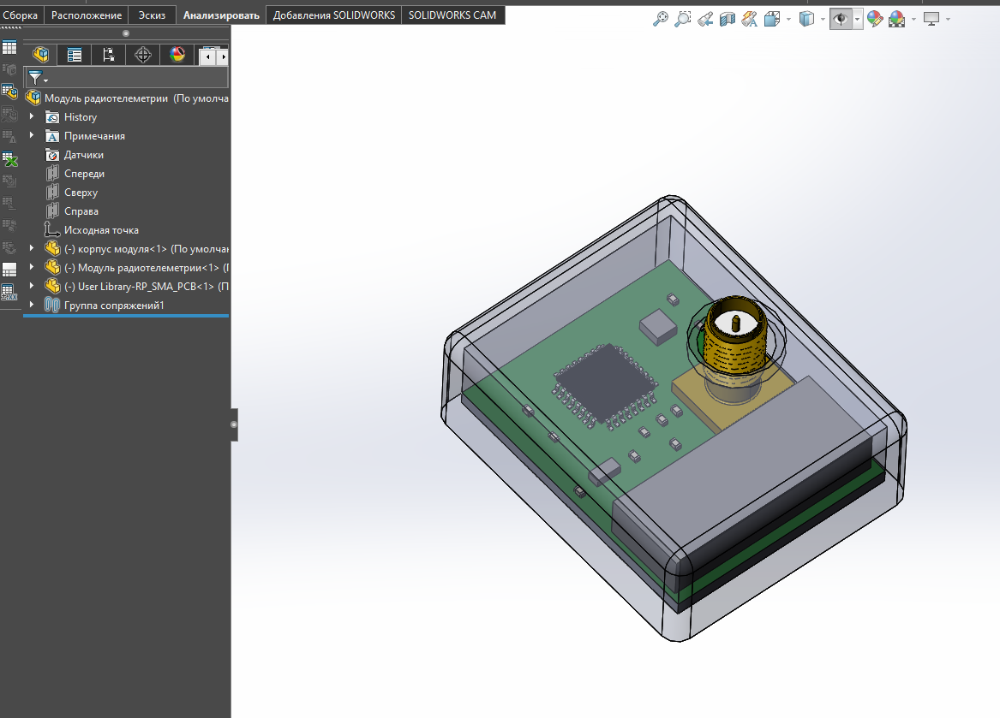 Сборка Расположение Эскиз Анализировать Добавления SOLIDWORKS SOLIDWORKS CAM
Модуль радиотелеметрии (По умолча
History
Примечания
Датчики
Спереди
Сверху
Справа
Исходная точка
(-) корпус модуля<1> (По умолчан
(-) Модуль радиотелеметрии<1> (П
(-) User Library-RP_SMA_PCB<1> (П
Группа сопряжений1